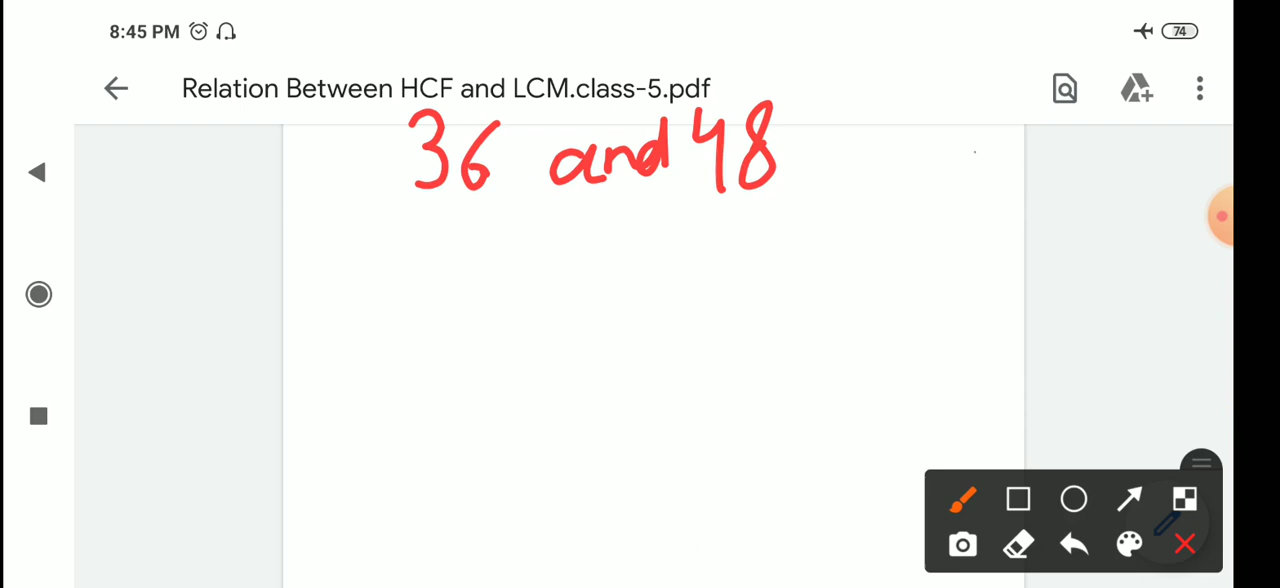 8:45 PM 74
Relation Between HCF and LCM.class-5.pdf
36 and 48